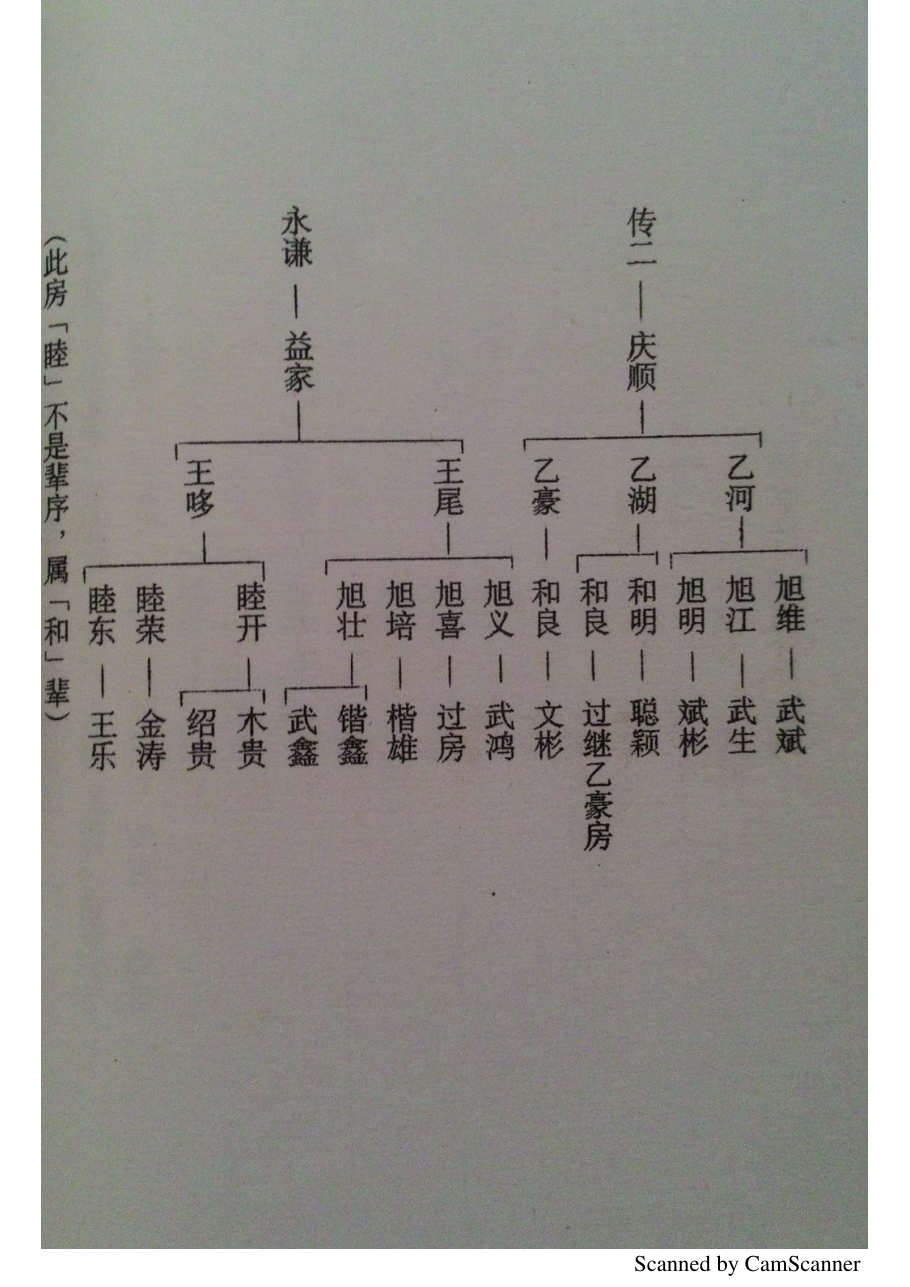 传二
庆顺
乙河
乙湖
乙豪
旭维
旭江
旭明
和明
和良
和良
武斌
武生
斌彬
聪颖
过继乙豪房
文彬
永谦
益家
王尾
王哆
旭义
旭喜
旭培
旭壮
睦开
睦荣
睦东
武鸿
过房
楷雄
锴鑫
武鑫
木贵
绍贵
金涛
王乐
（此房「睦」不是辈序，属「和」辈）
Scanned by CamScanner